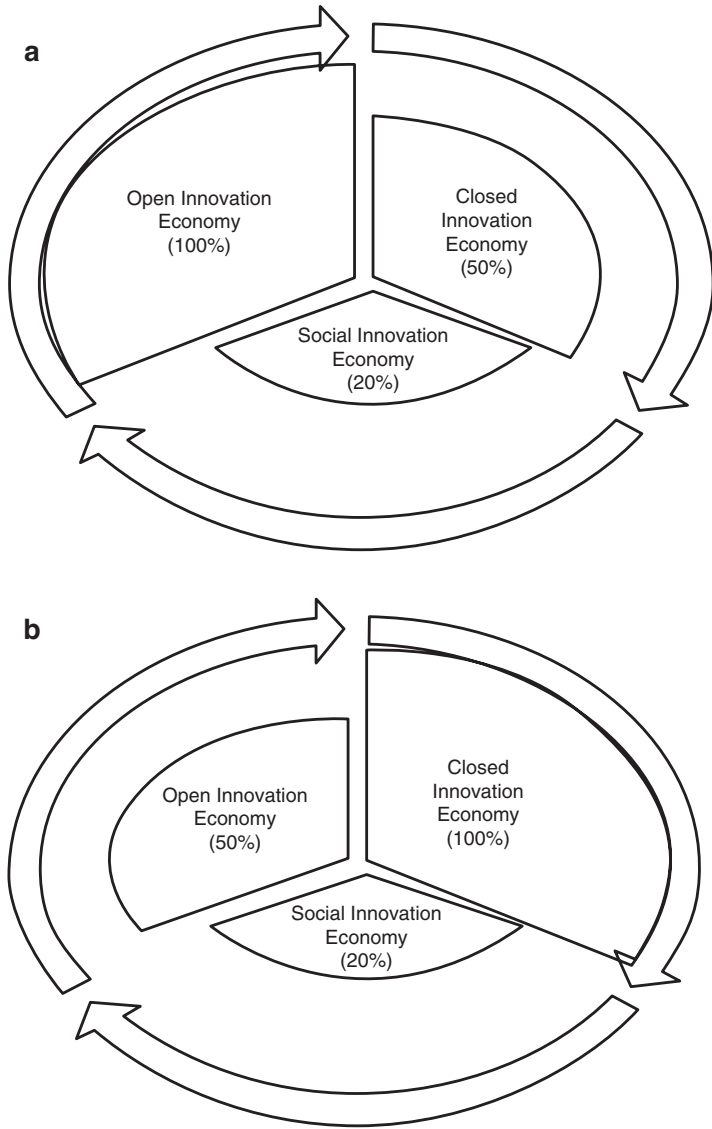 a
Open Innovation
Economy
(100%)
Closed
Innovation
Economy
(50%)
Social Innovation
Economy
(20%)
b
Open Innovation
Economy
(50%)
Closed
Innovation
Economy
(100%)
Social Innovation
Economy
(20%)